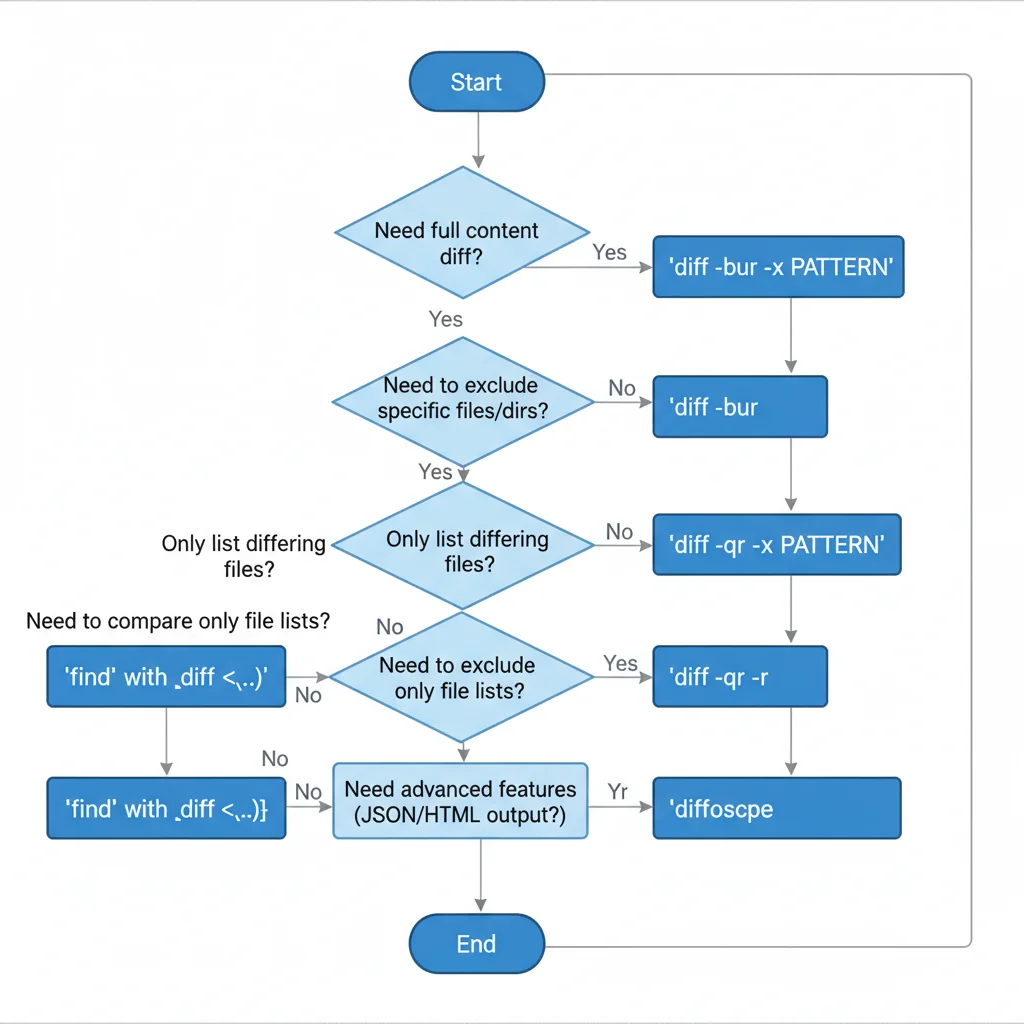 Start
Need full content
diff?
Yes
'diff -bur -x PATTERN'
Yes
Need to exclude
specific files/dirs?
No
'diff -bur
Yes
Only list differing
files?
Only list differing
files?
No
'diff -qr -x PATTERN'
Need to compare only file lists?
No
'find' with „diff <\,..)'
No
Need to exclude
only file lists?
Yes
'diff -qr -r
No
'find' with „diff <\,..)}
No
Need advanced features
(JSON/HTML output?)
Yr
'diffoscpe
End